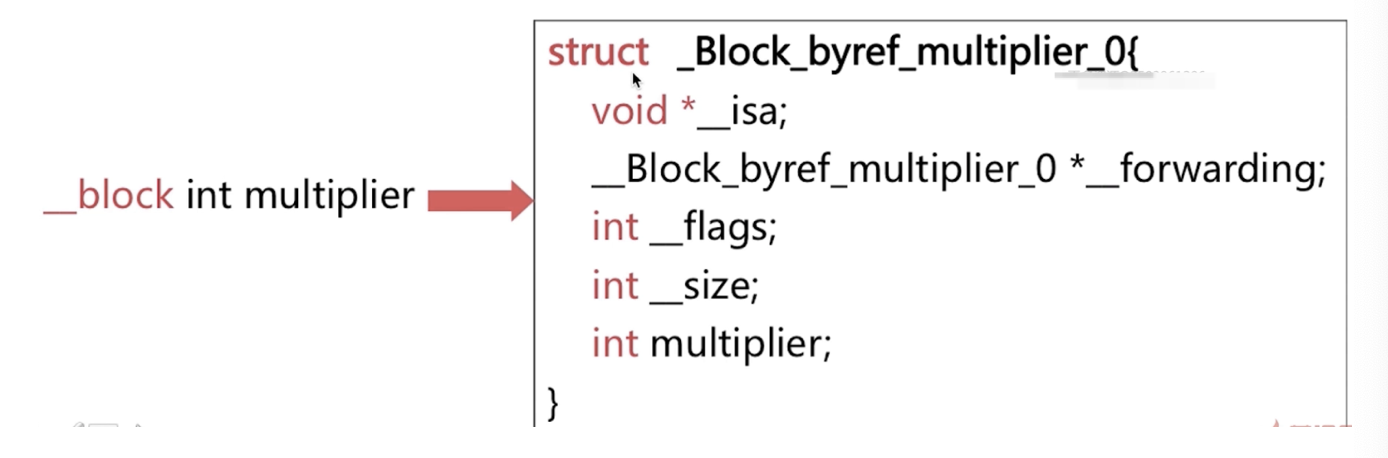 struct _Block_byref_multiplier_0{
void *__isa;
__Block_byref_multiplier_0 *__forwarding;
__block int multiplier
int __flags;
int __size;
int multiplier;
}